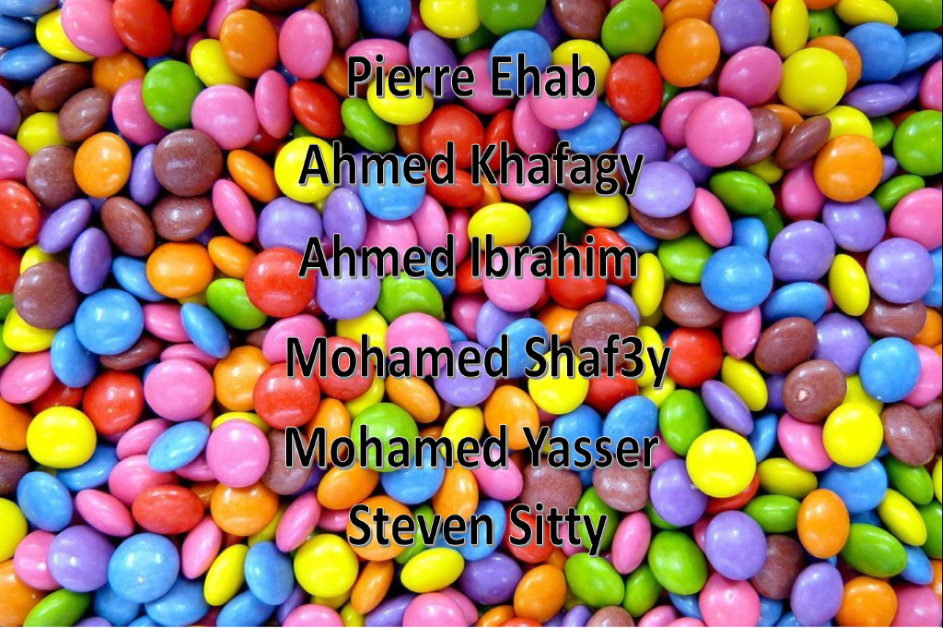 Pierre Ehab
Ahmed Khafagy
Ahmed Ibrahim
Mohamed Shaf3y
Mohamed Yasser
Steven Sitty